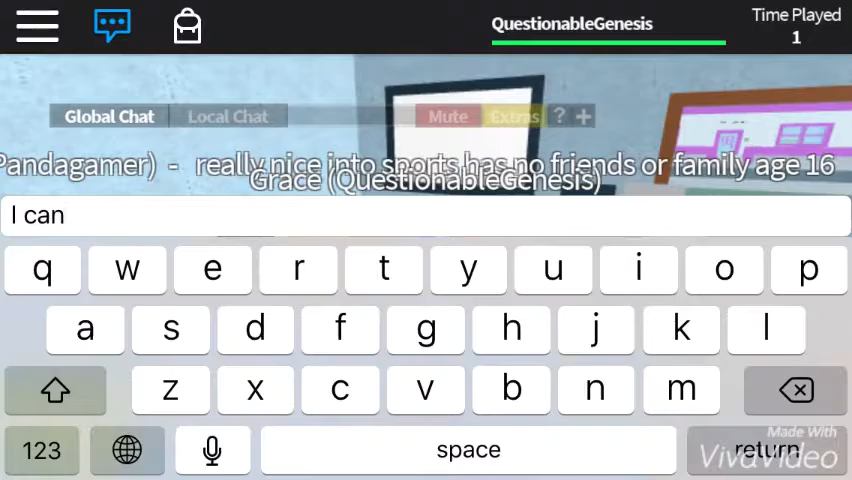 QuestionableGenesis
Time Played
1
Global Chat
Local Chat
Mute
Extras
?
+
Pandagamer) - really nice into sports has no friends or family age 16
Grace (QuestionableGenesis)
I can
q w e r t y u i o p
a s d f g h j k l
z x c v b n m
123
space
return
Made With
VivaVideo